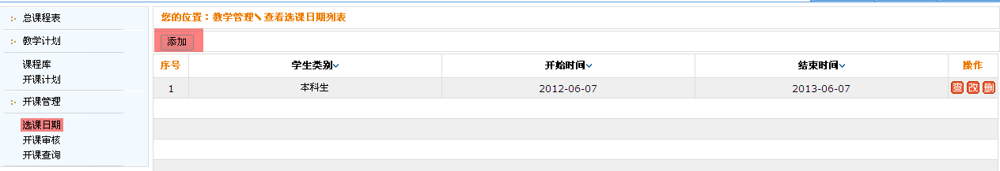 总课程表
教学计划
课程库
开课计划
开课管理
选课日期
开课审核
开课查询
您的位置：教学管理\查看选课日期列表
添加
序号 学生类别 开始时间 结束时间 操作
1 本科生 2012-06-07 2013-06-07 查 改 删